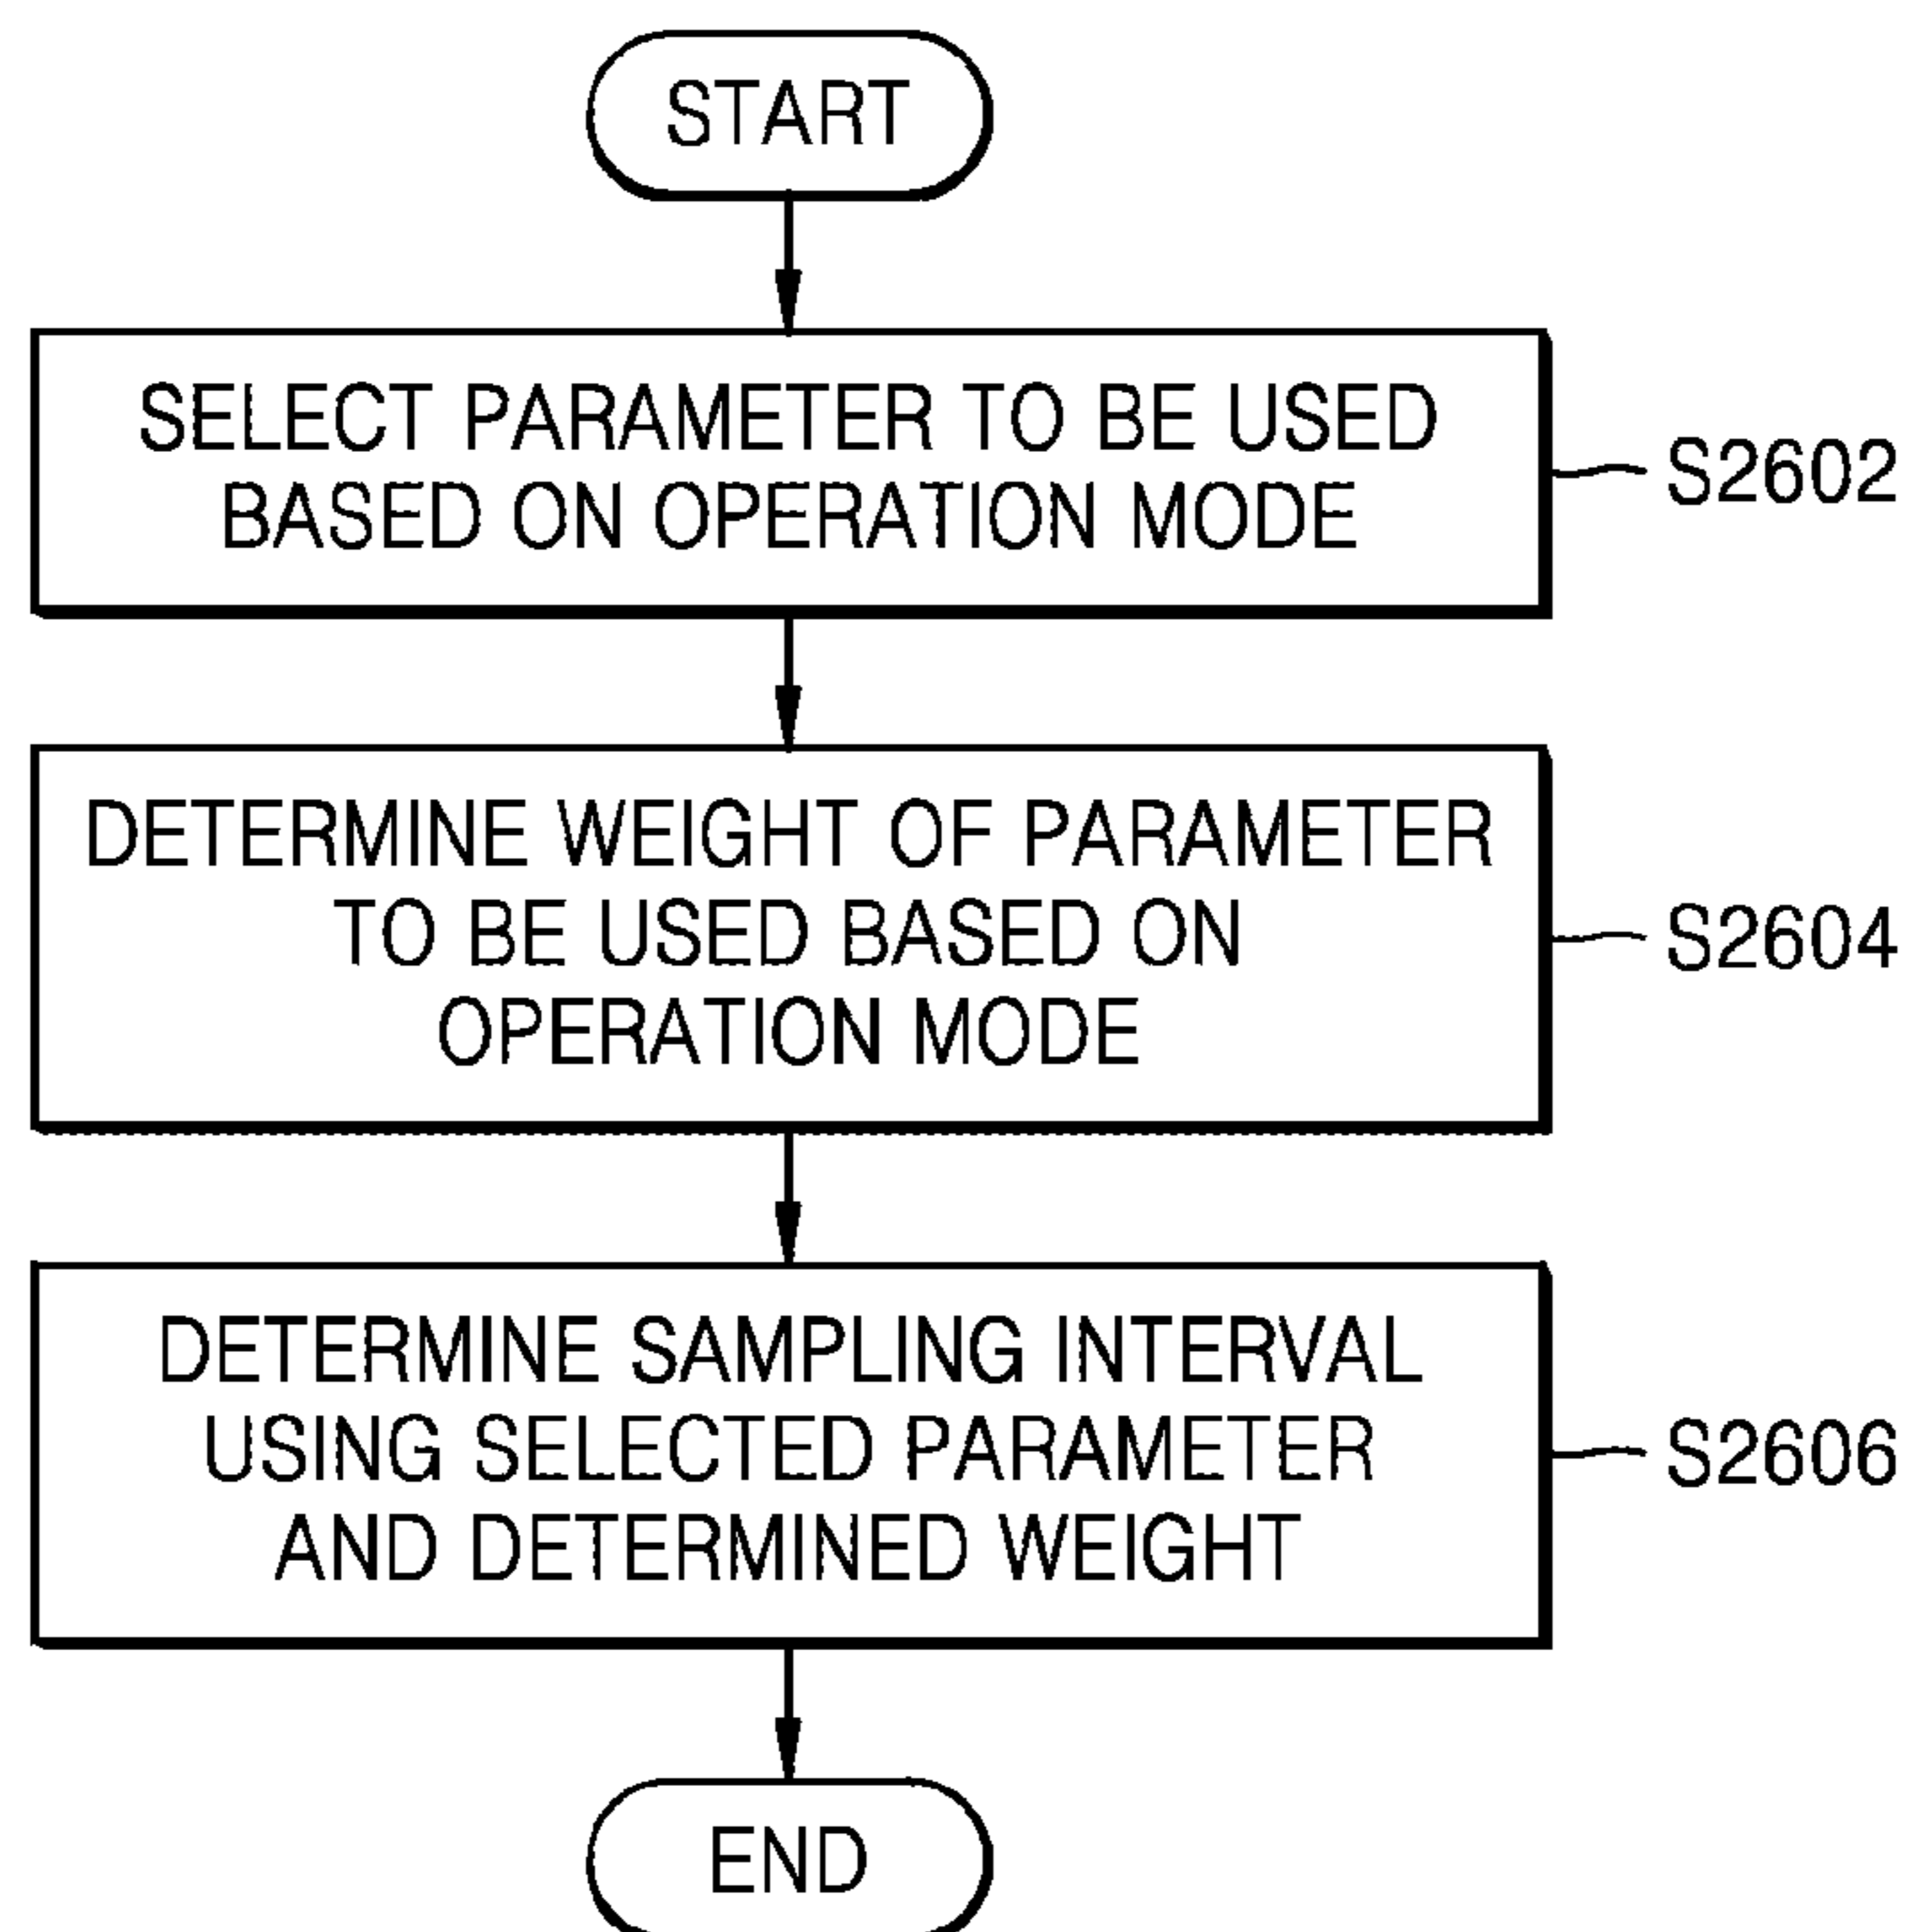 START
SELECT PARAMETER TO BE USED
BASED ON OPERATION MODE
S2602
DETERMINE WEIGHT OF PARAMETER
TO BE USED BASED ON
OPERATION MODE
S2604
DETERMINE SAMPLING INTERVAL
USING SELECTED PARAMETER
AND DETERMINED WEIGHT
S2606
END